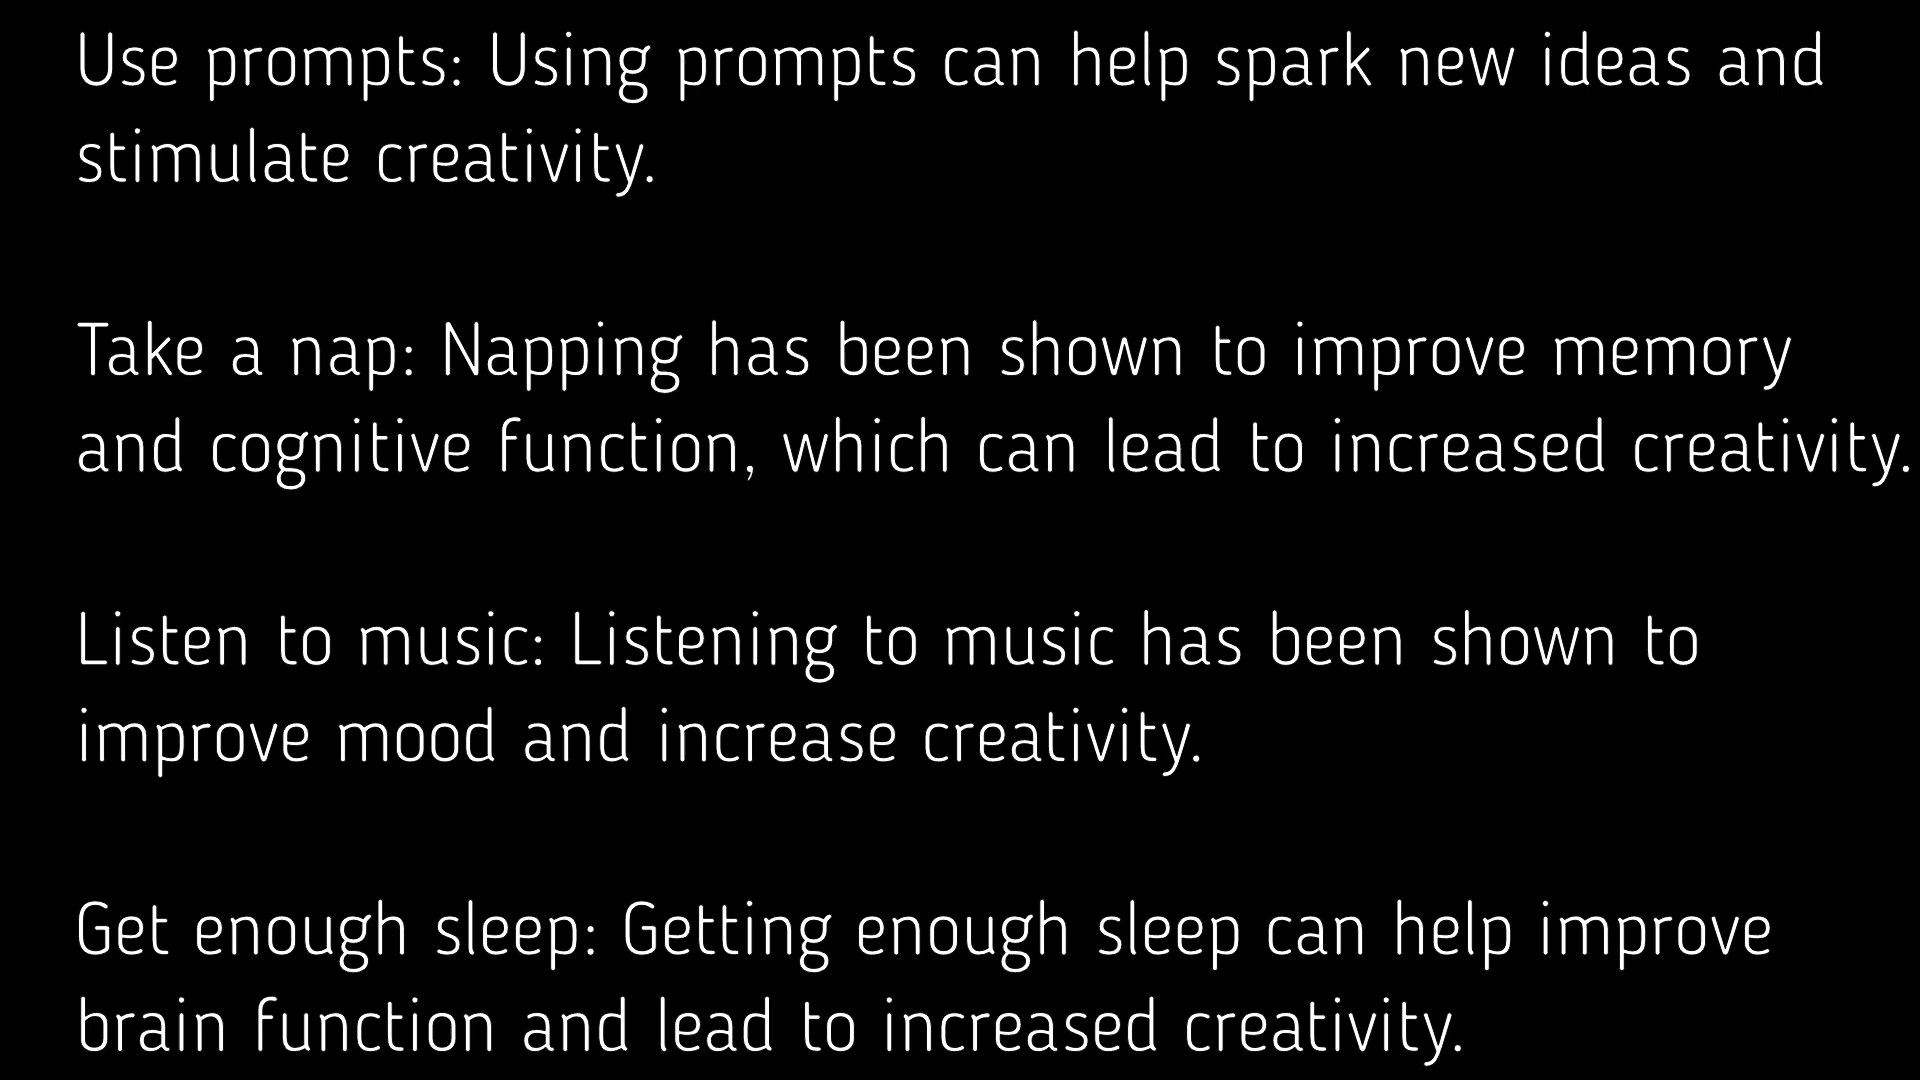 Use prompts: Using prompts can help spark new ideas and
stimulate creativity.
Take a nap: Napping has been shown to improve memory
and cognitive function, which can lead to increased creativity.
Listen to music: Listening to music has been shown to
improve mood and increase creativity.
Get enough sleep: Getting enough sleep can help improve
brain function and lead to increased creativity.